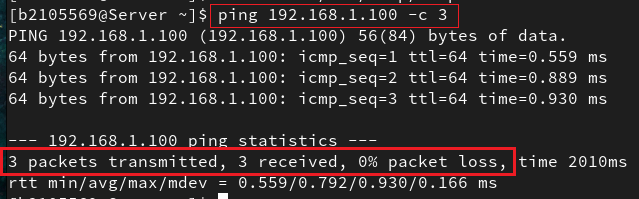 [b2105569@Server ~]$ ping 192.168.1.100 -c 3
PING 192.168.1.100 (192.168.1.100) 56(84) bytes of data.
64 bytes from 192.168.1.100: icmp_seq=1 ttl=64 time=0.559 ms
64 bytes from 192.168.1.100: icmp_seq=2 ttl=64 time=0.889 ms
64 bytes from 192.168.1.100: icmp_seq=3 ttl=64 time=0.930 ms
--- 192.168.1.100 ping statistics ---
3 packets transmitted, 3 received, 0% packet loss, time 2010ms
rtt min/avg/max/mdev = 0.559/0.792/0.930/0.166 ms